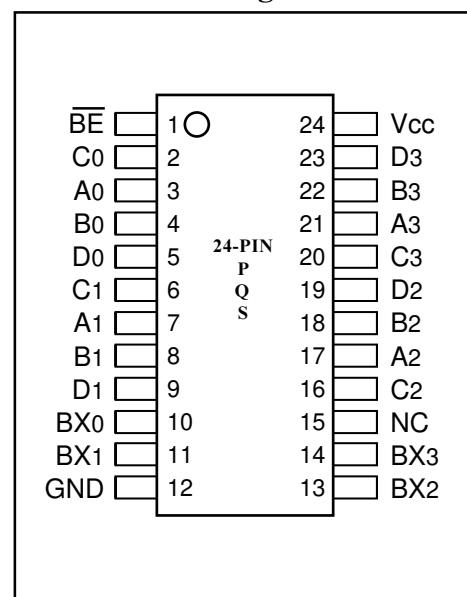 B̅E̅ 1 24 Vcc
C0 2 23 D3
A0 3 22 B3
B0 4 21 A3
24-PIN
D0 5 20 C3
P
C1 6 19 D2
Q
A1 7 18 B2
S
B1 8 17 A2
D1 9 16 C2
BX0 10 15 NC
BX1 11 14 BX3
GND 12 13 BX2